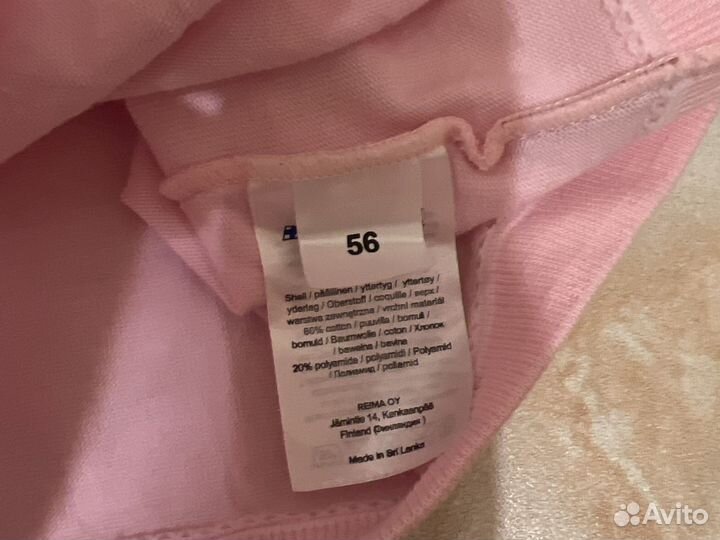 56
Shell / päällinen / yttertyg / yttertøy /
yderlag / Oberstoff / coquille / верх /
warstwa zewnętrzna / vrchní materiál
80% cotton / puuvilla / bomull /
bomuld / Baumwolle / coton / Хлопок
/ bawełna / bavlna
20% polyamide / polyamidi / Polyamid
/ Полиамид / poliamid
REIMA OY
Jämintie 14, Kankaanpää
Finland (Финляндия)
Made in Sri Lanka
Avito